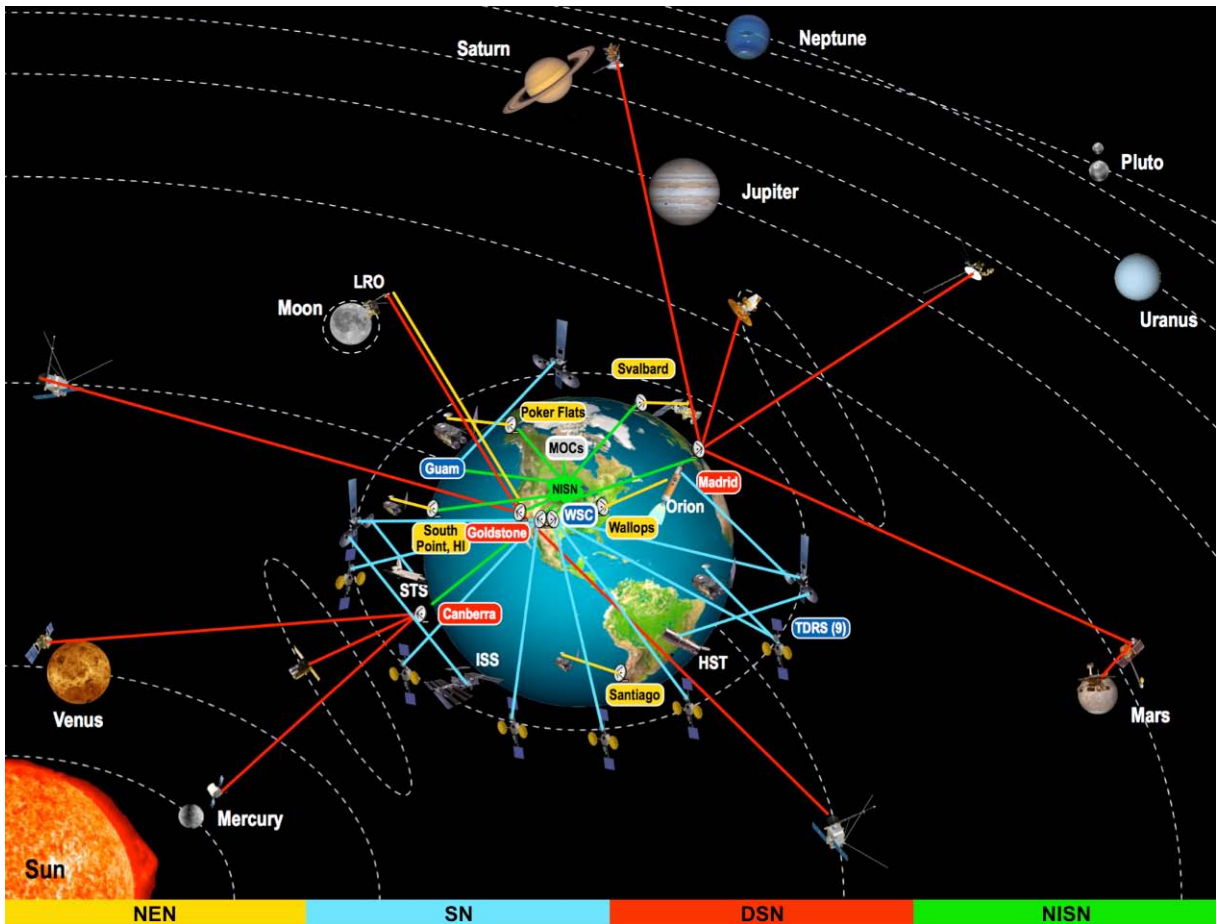 Neptune
Saturn
Pluto
Jupiter
LRO
Moon
Uranus
Svalbard
Poker Flats
MOCs
Guam
NISN
Madrid
Orion
WSC
Wallops
South
Point, HI
Goldstone
STS
Canberra
TDRS (9)
ISS
HST
Santiago
Venus
Mars
Mercury
Sun
NEN SN DSN NISN